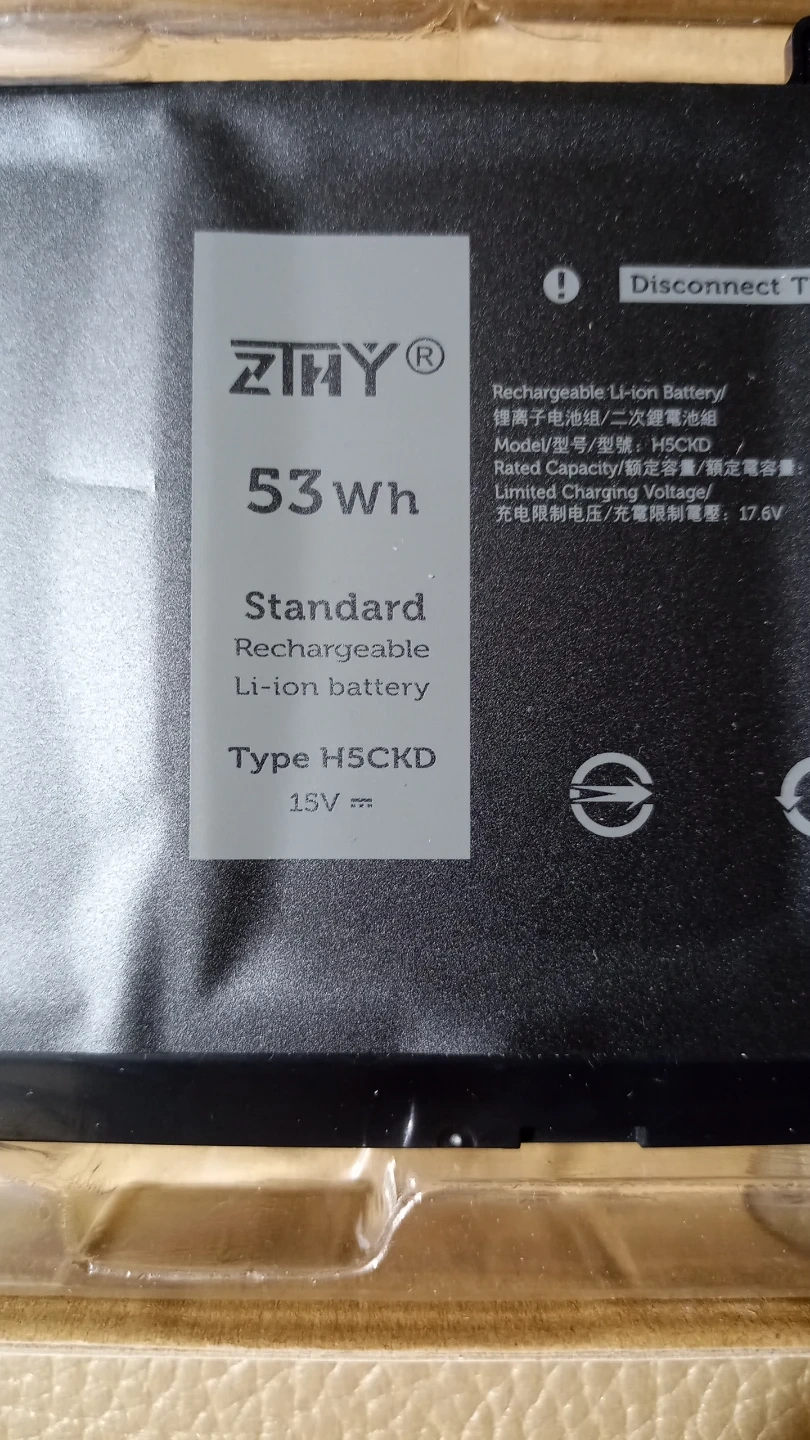 ZTHY®
53Wh
Standard
Rechargeable
Li-ion battery
Type H5CKD
15V ⎓
Disconnect T
Rechargeable Li-ion Battery/
锂离子电池组/二次鋰電池組
Model/型号/型號：H5CKD
Rated Capacity/额定容量/額定電容量：
Limited Charging Voltage/
充电限制电压/充電限制電壓：17.6V